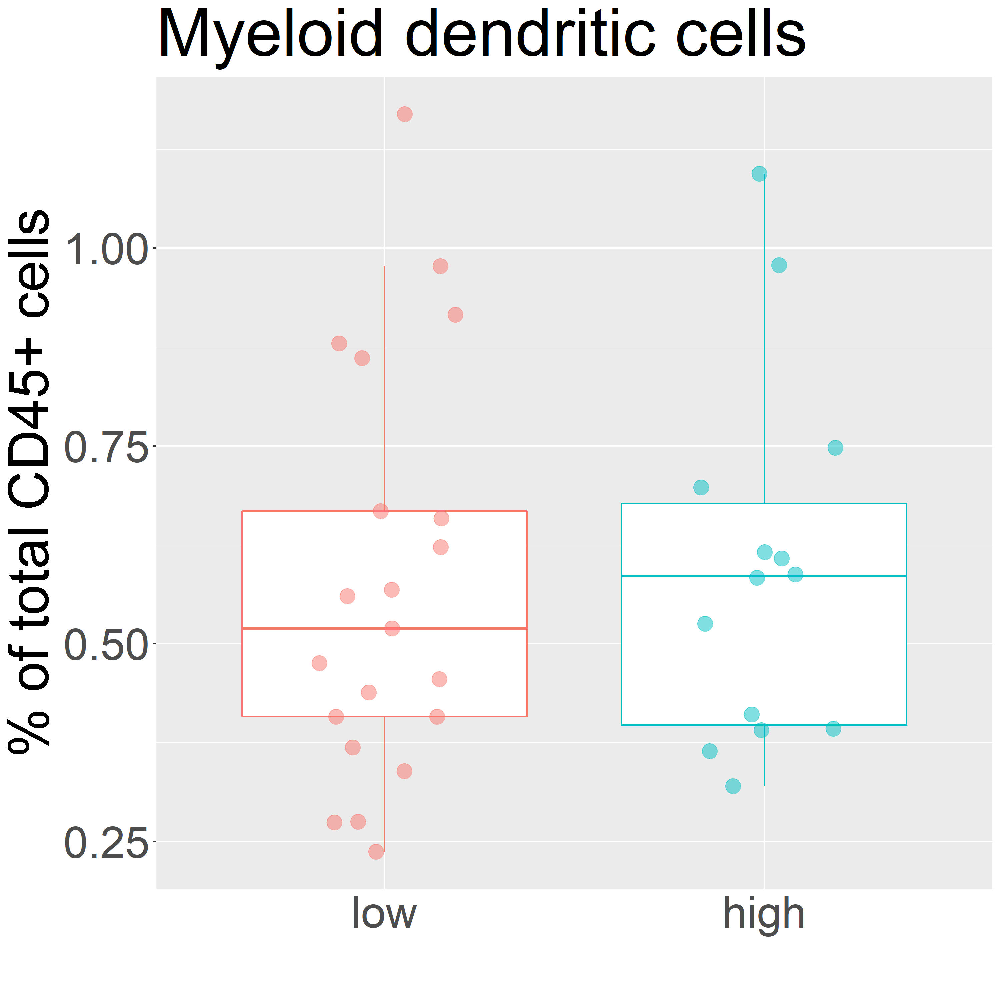 Myeloid dendritic cells
% of total CD45+ cells
1.00
0.75
0.50
0.25
low
high